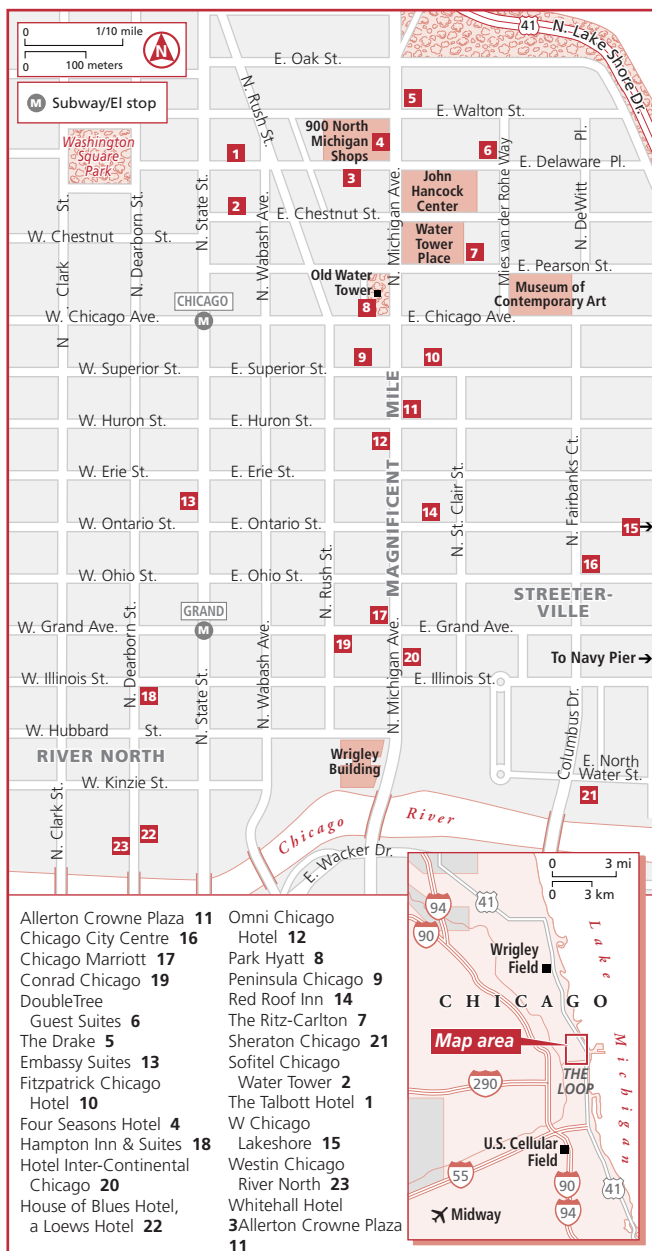 0 1/10 mile
0 100 meters
N
M Subway/El stop
41
N. Lake Shore Dr.
E. Oak St.
N. Rush St.
5
E. Walton St.
900 North
Michigan
Shops
4
Washington
Square
Park
1
6
Mies van der Rohe Way
E. Delaware Pl.
3
John
Hancock
Center
N. DeWitt Pl.
N. Clark St.
N. Dearborn St.
N. State St.
2
N. Wabash Ave.
E. Chestnut St.
N. Michigan Ave.
W. Chestnut St.
Water
Tower
Place
7
E. Pearson St.
Old Water
Tower
8
Museum of
Contemporary Art
CHICAGO
M
W. Chicago Ave.
E. Chicago Ave.
9
10
W. Superior St.
E. Superior St.
MAGNIFICENT MILE
11
W. Huron St.
E. Huron St.
12
W. Erie St.
E. Erie St.
13
14
N. St. Clair St.
N. Fairbanks Ct.
W. Ontario St.
E. Ontario St.
15
N. Rush St.
16
W. Ohio St.
E. Ohio St.
STREETER-
VILLE
N. Dearborn St.
GRAND
M
17
W. Grand Ave.
E. Grand Ave.
19
20
To Navy Pier
N. State St.
N. Wabash Ave.
N. Michigan Ave.
W. Illinois St.
E. Illinois St.
18
Columbus Dr.
W. Hubbard St.
RIVER NORTH
Wrigley
Building
E. North
Water St.
W. Kinzie St.
21
N. Clark St.
22
23
Chicago River
E. Wacker Dr.
Allerton Crowne Plaza 11
Chicago City Centre 16
Chicago Marriott 17
Conrad Chicago 19
DoubleTree
Guest Suites 6
The Drake 5
Embassy Suites 13
Fitzpatrick Chicago
Hotel 10
Four Seasons Hotel 4
Hampton Inn & Suites 18
Hotel Inter-Continental
Chicago 20
House of Blues Hotel,
a Loews Hotel 22
Omni Chicago
Hotel 12
Park Hyatt 8
Peninsula Chicago 9
Red Roof Inn 14
The Ritz-Carlton 7
Sheraton Chicago 21
Sofitel Chicago
Water Tower 2
The Talbott Hotel 1
W Chicago
Lakeshore 15
Westin Chicago
River North 23
Whitehall Hotel
3Allerton Crowne Plaza
11
0 3 mi
0 3 km
94
41
90
Wrigley
Field
Lake Michigan
CHICAGO
Map area
THE
LOOP
290
U.S. Cellular
Field
55
90
41
94
Midway